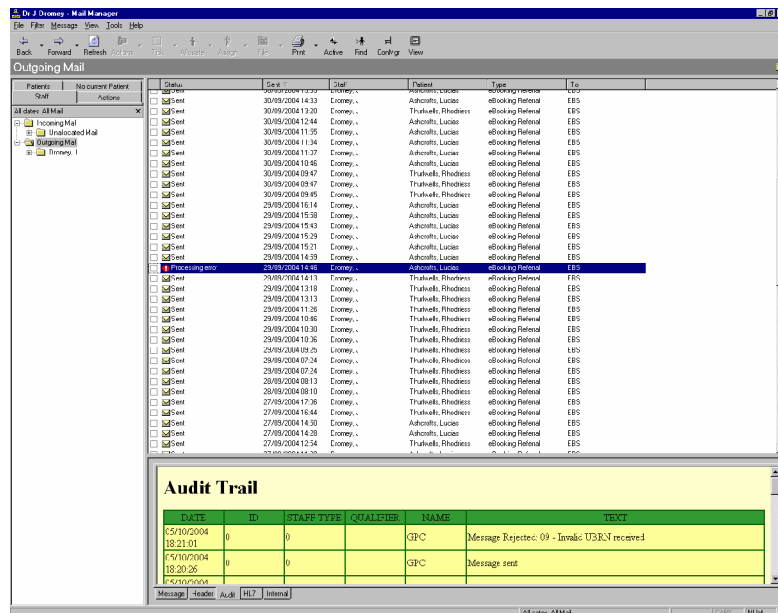 Dr J Dromey - Mail Manager
File Filter Message View Tools Help
Back Forward Refresh Actions Allocate Assign File Print Active Find Config View
Outgoing Mail
Patients No current Patient
Staff Actions
All dates: All Mail
Incoming Mail
Unallocated Mail
Outgoing Mail
Dromey, J
Status Sent Staff Patient Type To
Sent 30/09/2004 Dromey, Ashcrofts, Lucias eBooking Referral EBS
Sent 30/09/2004 14:33 Dromey, Ashcrofts, Lucias eBooking Referral EBS
Sent 30/09/2004 13:20 Dromey, Thurlwells, Rhodriess eBooking Referral EBS
Sent 30/09/2004 12:44 Dromey, Ashcrofts, Lucias eBooking Referral EBS
Sent 30/09/2004 11:35 Dromey, Ashcrofts, Lucias eBooking Referral EBS
Sent 30/09/2004 11:34 Dromey, Ashcrofts, Lucias eBooking Referral EBS
Sent 30/09/2004 11:07 Dromey, Ashcrofts, Lucias eBooking Referral EBS
Sent 30/09/2004 10:46 Dromey, Ashcrofts, Lucias eBooking Referral EBS
Sent 30/09/2004 09:47 Dromey, Thurlwells, Rhodriess eBooking Referral EBS
Sent 30/09/2004 09:47 Dromey, Thurlwells, Rhodriess eBooking Referral EBS
Sent 30/09/2004 09:45 Dromey, Thurlwells, Rhodriess eBooking Referral EBS
Sent 29/09/2004 16:14 Dromey, Ashcrofts, Lucias eBooking Referral EBS
Sent 29/09/2004 15:58 Dromey, Ashcrofts, Lucias eBooking Referral EBS
Sent 29/09/2004 15:43 Dromey, Ashcrofts, Lucias eBooking Referral EBS
Sent 29/09/2004 15:29 Dromey, Ashcrofts, Lucias eBooking Referral EBS
Sent 29/09/2004 15:21 Dromey, Ashcrofts, Lucias eBooking Referral EBS
Sent 29/09/2004 14:59 Dromey, Ashcrofts, Lucias eBooking Referral EBS
Processing error 29/09/2004 14:46 Dromey, Ashcrofts, Lucias eBooking Referral EBS
Sent 29/09/2004 14:13 Dromey, Thurlwells, Rhodriess eBooking Referral EBS
Sent 29/09/2004 13:18 Dromey, Thurlwells, Rhodriess eBooking Referral EBS
Sent 29/09/2004 13:13 Dromey, Thurlwells, Rhodriess eBooking Referral EBS
Sent 29/09/2004 11:26 Dromey, Thurlwells, Rhodriess eBooking Referral EBS
Sent 29/09/2004 10:46 Dromey, Thurlwells, Rhodriess eBooking Referral EBS
Sent 29/09/2004 10:30 Dromey, Thurlwells, Rhodriess eBooking Referral EBS
Sent 29/09/2004 10:06 Dromey, Thurlwells, Rhodriess eBooking Referral EBS
Sent 29/09/2004 09:25 Dromey, Thurlwells, Rhodriess eBooking Referral EBS
Sent 29/09/2004 07:24 Dromey, Thurlwells, Rhodriess eBooking Referral EBS
Sent 29/09/2004 07:24 Dromey, Thurlwells, Rhodriess eBooking Referral EBS
Sent 28/09/2004 08:13 Dromey, Thurlwells, Rhodriess eBooking Referral EBS
Sent 28/09/2004 08:10 Dromey, Thurlwells, Rhodriess eBooking Referral EBS
Sent 27/09/2004 17:06 Dromey, Thurlwells, Rhodriess eBooking Referral EBS
Sent 27/09/2004 16:44 Dromey, Thurlwells, Rhodriess eBooking Referral EBS
Sent 27/09/2004 14:50 Dromey, Ashcrofts, Lucias eBooking Referral EBS
Sent 27/09/2004 14:28 Dromey, Ashcrofts, Lucias eBooking Referral EBS
Sent 27/09/2004 12:54 Dromey, Thurlwells, Rhodriess eBooking Referral EBS
Audit Trail
DATE ID STAFF TYPE QUALIFIER NAME TEXT
05/10/2004 18:21:01 0 0 GPC Message Rejected: 09 - Invalid UBRN received
05/10/2004 18:20:26 0 0 GPC Message sent
05/10/2004
Message Header Audit HL7 Internal
All dates: All Mail CAPS NUM